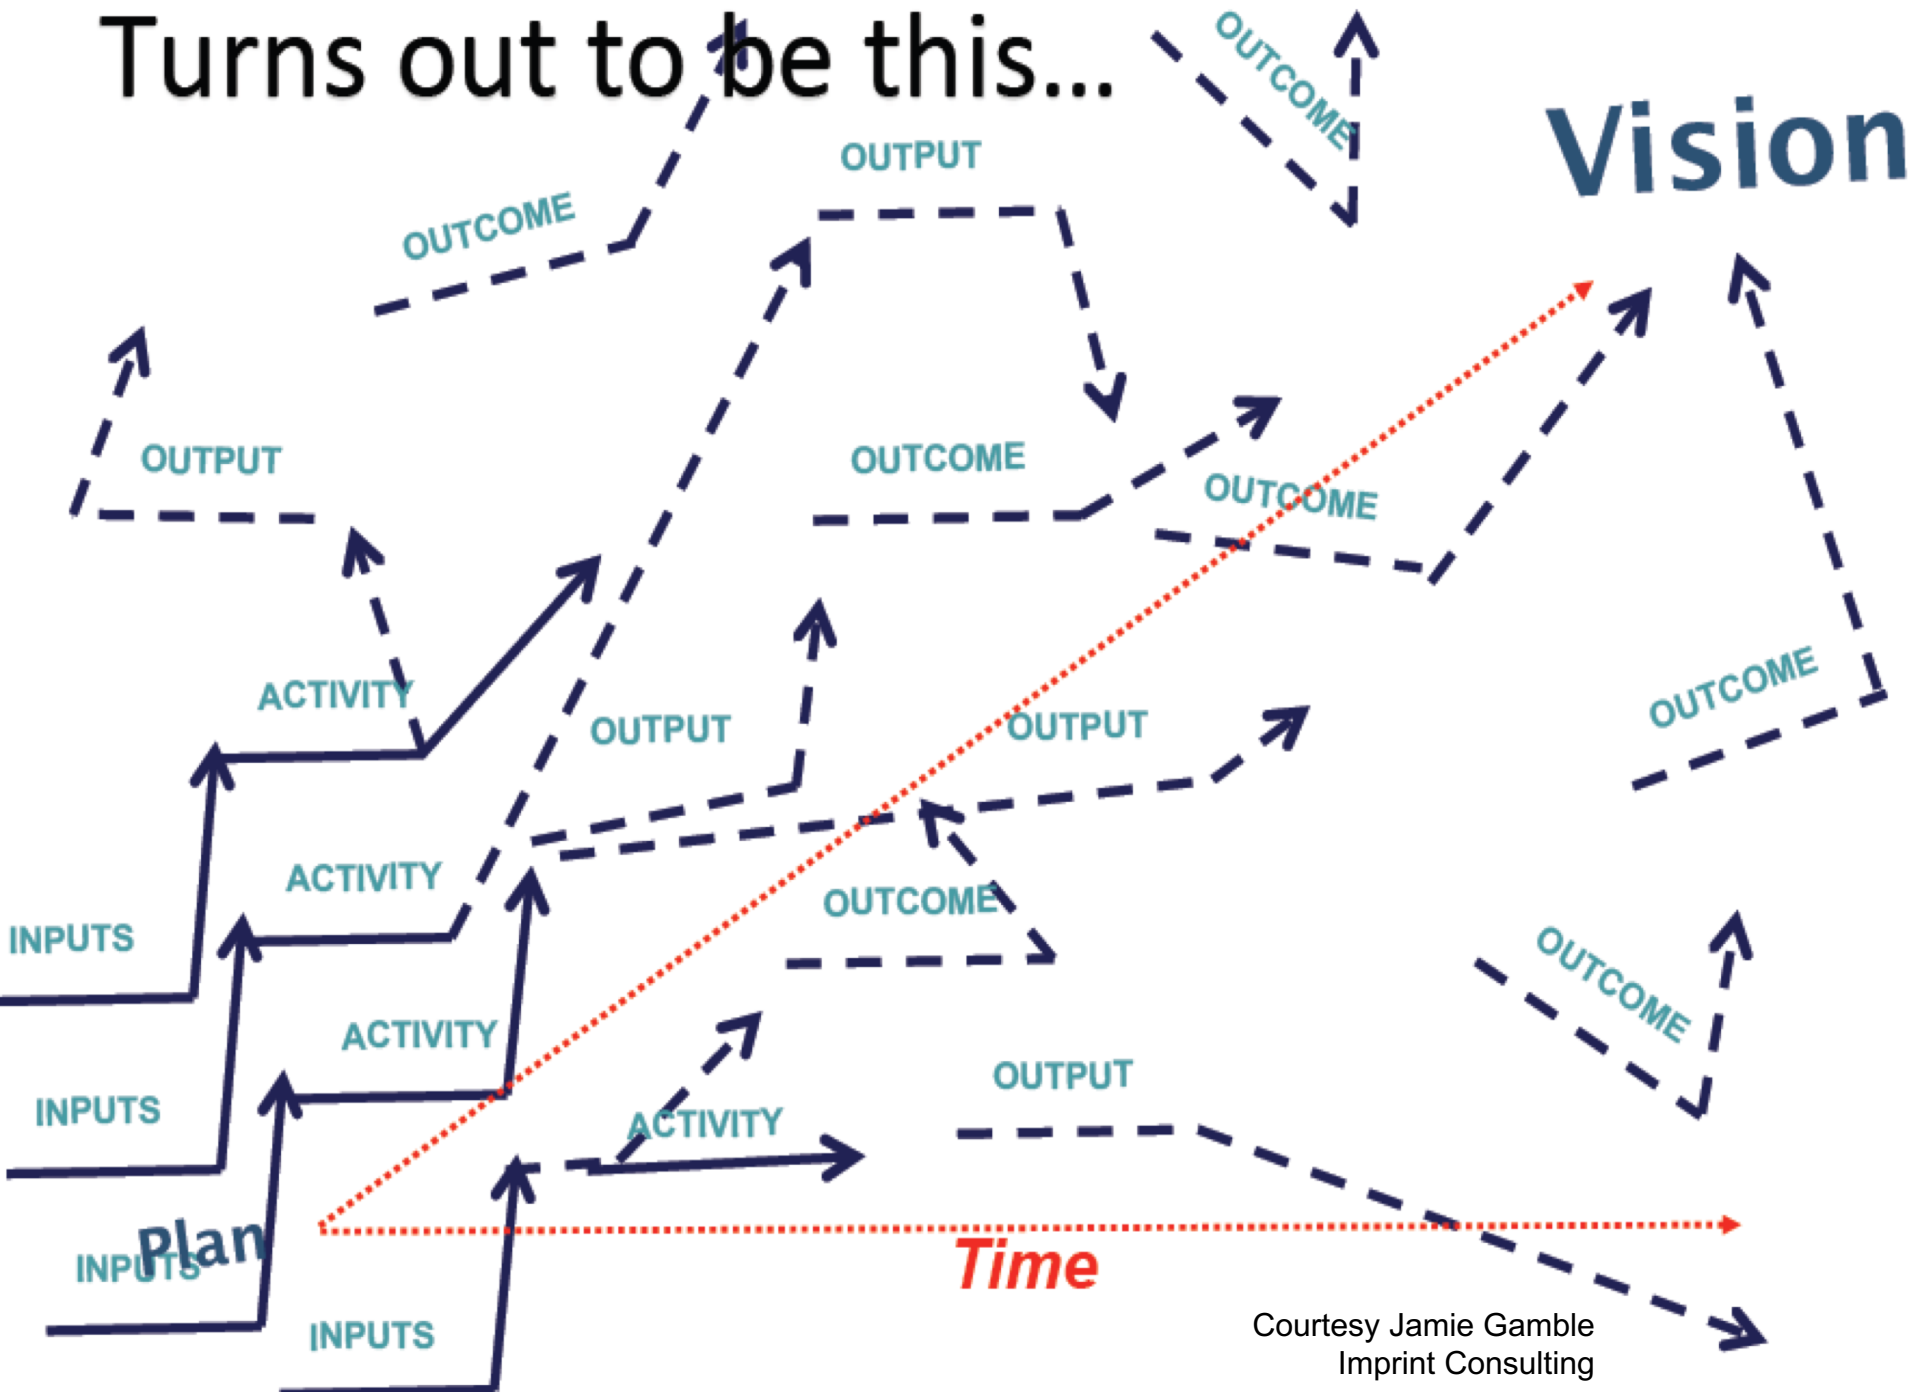 Turns out to be this...
OUTCOME
Vision
OUTPUT
OUTCOME
OUTPUT
OUTCOME
OUTCOME
ACTIVITY
OUTPUT
OUTPUT
OUTCOME
ACTIVITY
OUTCOME
INPUTS
OUTCOME
ACTIVITY
OUTPUT
INPUTS
ACTIVITY
Plan
INPUTS
Time
INPUTS
Courtesy Jamie Gamble
Imprint Consulting